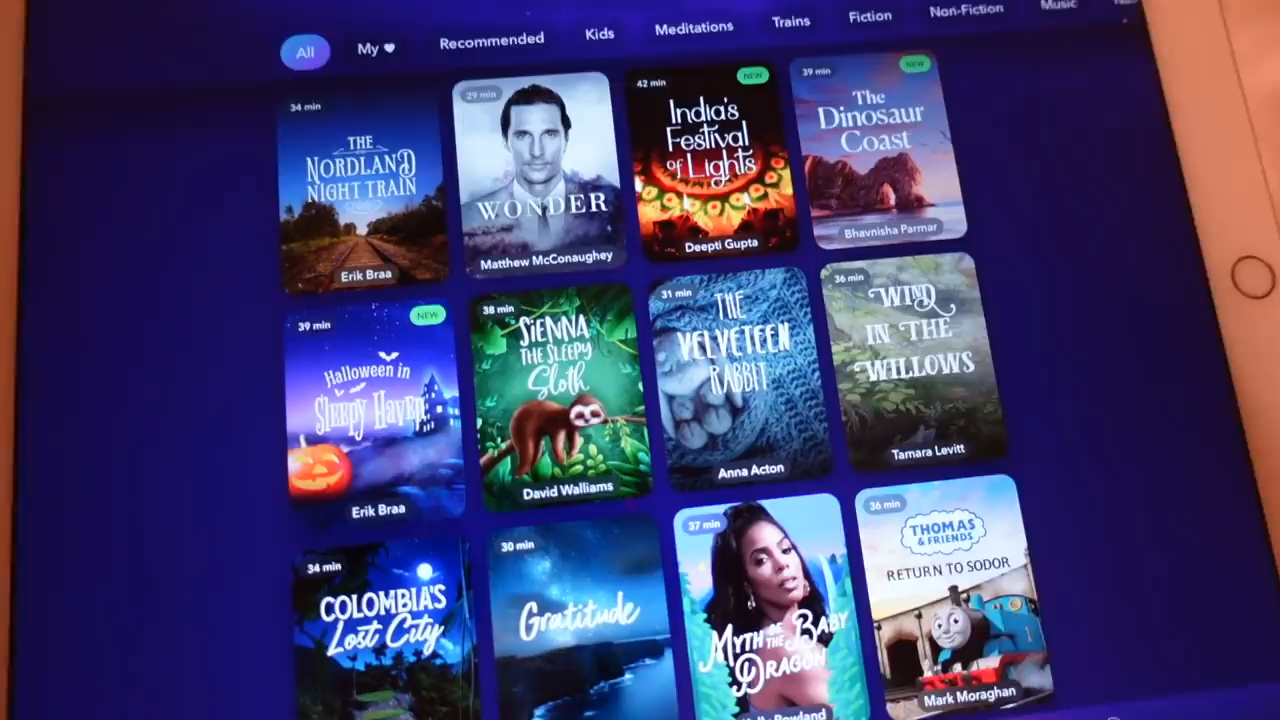 All
My
Recommended
Kids
Meditations
Trains
Fiction
Non-Fiction
Music
34 min
THE
NORDLAND
NIGHT TRAIN
Erik Braa
29 min
WONDER
Matthew McConaughey
42 min
NEW
India's
Festival
of Lights
Deepti Gupta
39 min
NEW
The
Dinosaur
Coast
Bhavnisha Parmar
39 min
NEW
Halloween in
Sleepy Haven
Erik Braa
38 min
SIENNA
THE SLEEPY
Sloth
David Walliams
31 min
THE
VELVETEEN
RABBIT
Anna Acton
36 min
WIND
IN THE
WILLOWS
Tamara Levitt
34 min
COLOMBIA'S
Lost City
30 min
Gratitude
37 min
MYTH OF THE BABY
DRAGON
Kelly Rowland
36 min
THOMAS
& FRIENDS
RETURN TO SODOR
Mark Moraghan